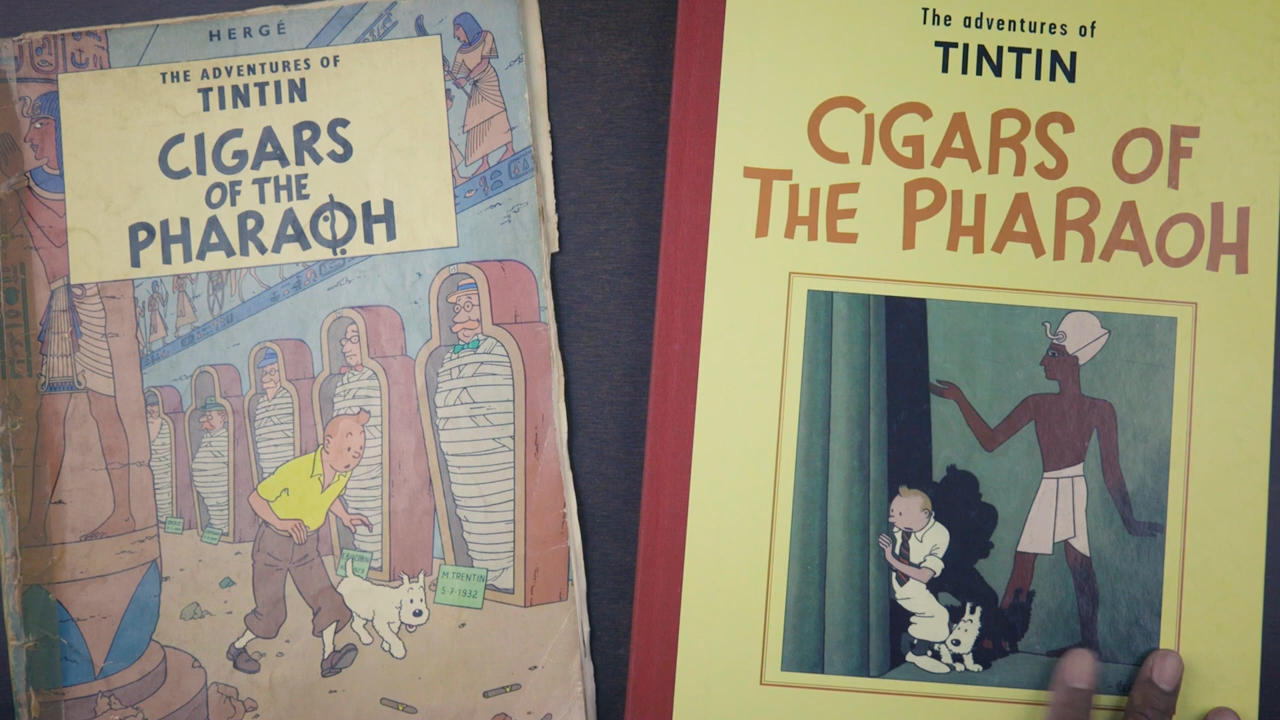 HERGÉ
THE ADVENTURES OF
TINTIN
CIGARS
OF THE
PHARAOH
M. TRENTIN
5-7-1932
The adventures of
TINTIN
CIGARS OF
THE PHARAOH